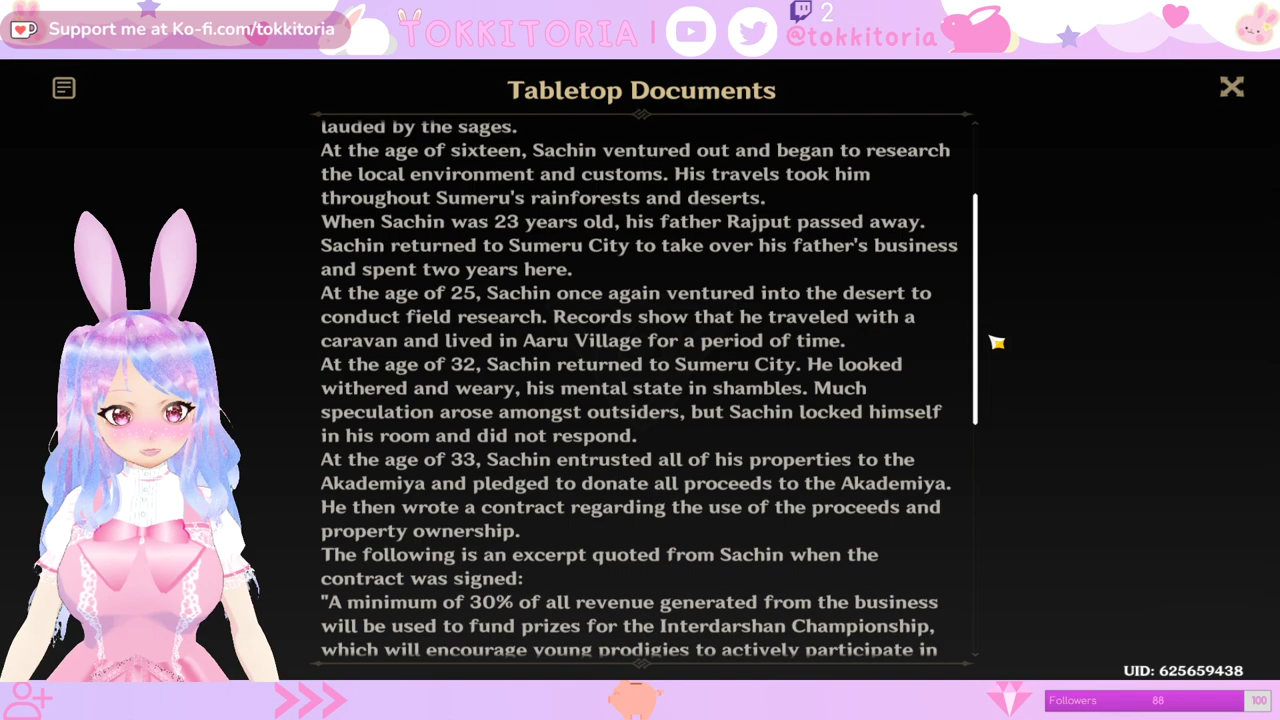 Support me at Ko-fi.com/tokkitoria
TOKKITORIA |
2
@tokkitoria
Tabletop Documents
lauded by the sages.
At the age of sixteen, Sachin ventured out and began to research
the local environment and customs. His travels took him
throughout Sumeru's rainforests and deserts.
When Sachin was 23 years old, his father Rajput passed away.
Sachin returned to Sumeru City to take over his father's business
and spent two years here.
At the age of 25, Sachin once again ventured into the desert to
conduct field research. Records show that he traveled with a
caravan and lived in Aaru Village for a period of time.
At the age of 32, Sachin returned to Sumeru City. He looked
withered and weary, his mental state in shambles. Much
speculation arose amongst outsiders, but Sachin locked himself
in his room and did not respond.
At the age of 33, Sachin entrusted all of his properties to the
Akademiya and pledged to donate all proceeds to the Akademiya.
He then wrote a contract regarding the use of the proceeds and
property ownership.
The following is an excerpt quoted from Sachin when the
contract was signed:
"A minimum of 30% of all revenue generated from the business
will be used to fund prizes for the Interdarshan Championship,
which will encourage young prodigies to actively participate in
UID: 625659438
Followers 88 100